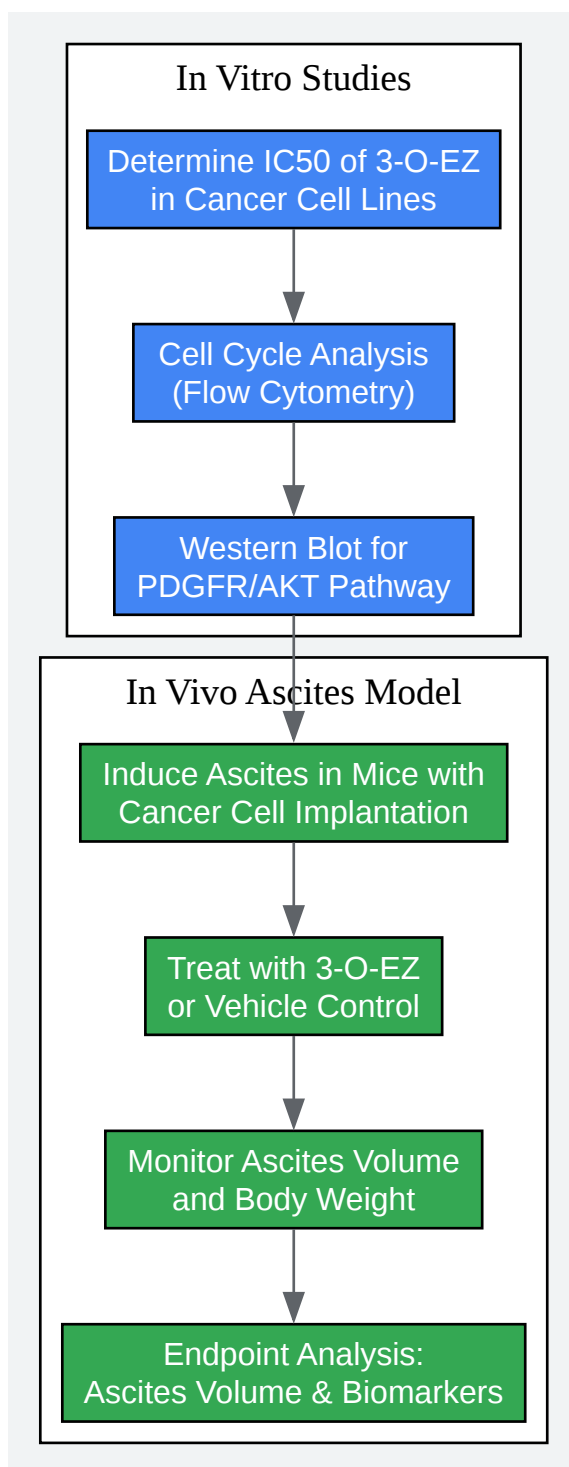 In Vitro Studies
Determine IC50 of 3-O-EZ
in Cancer Cell Lines
Cell Cycle Analysis
(Flow Cytometry)
Western Blot for
PDGFR/AKT Pathway
In Vivo Ascites Model
Induce Ascites in Mice with
Cancer Cell Implantation
Treat with 3-O-EZ
or Vehicle Control
Monitor Ascites Volume
and Body Weight
Endpoint Analysis:
Ascites Volume & Biomarkers